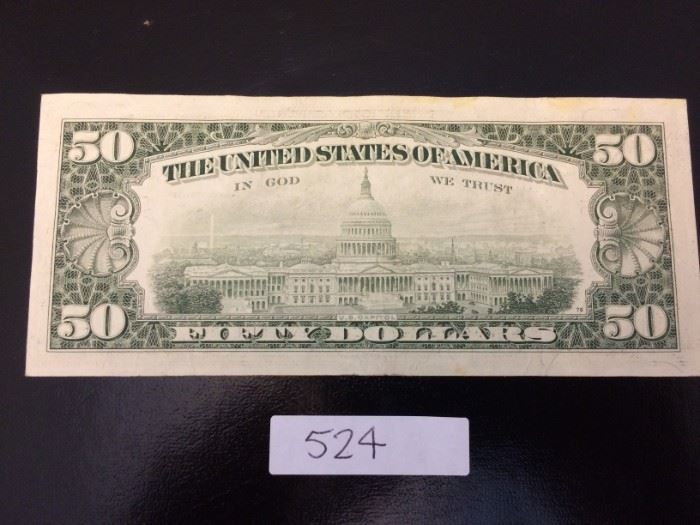 50 50
THE UNITED STATES OF AMERICA
IN GOD WE TRUST
U.S. CAPITOL
50 FIFTY DOLLARS 50
524